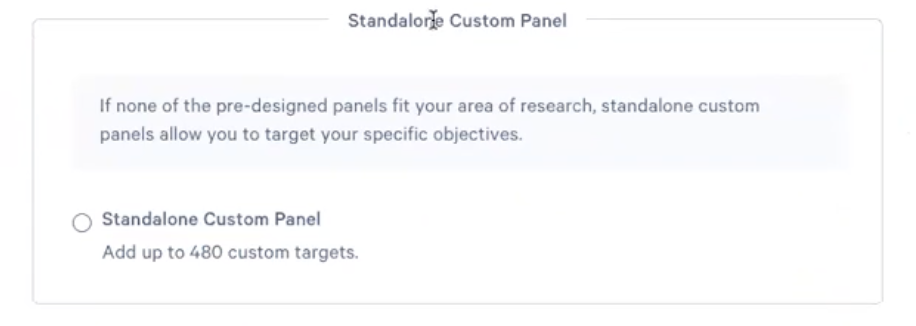 Standalone Custom Panel
If none of the pre-designed panels fit your area of research, standalone custom
panels allow you to target your specific objectives.
Standalone Custom Panel
Add up to 480 custom targets.